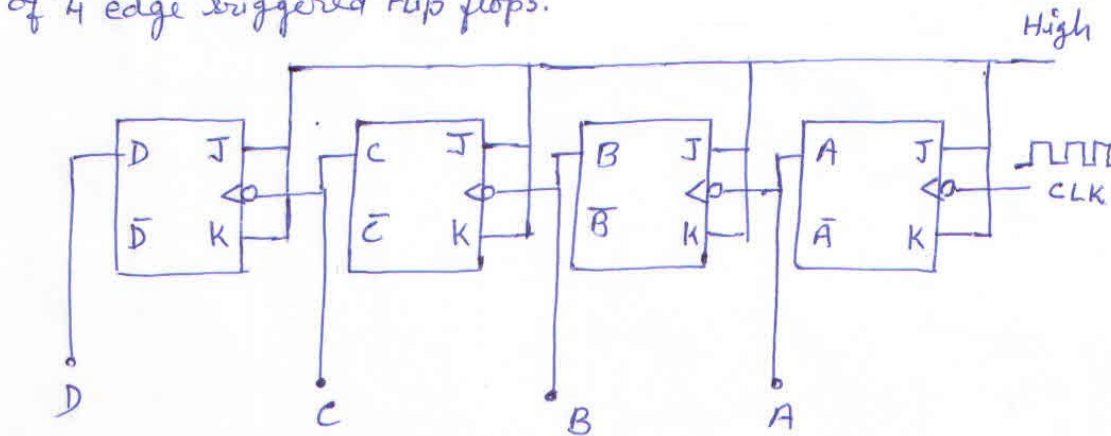 of 4 edge triggered flip flops.
High
D J C J B J A J
CLK
D̄ K C̄ K B̄ K Ā K
D C B A